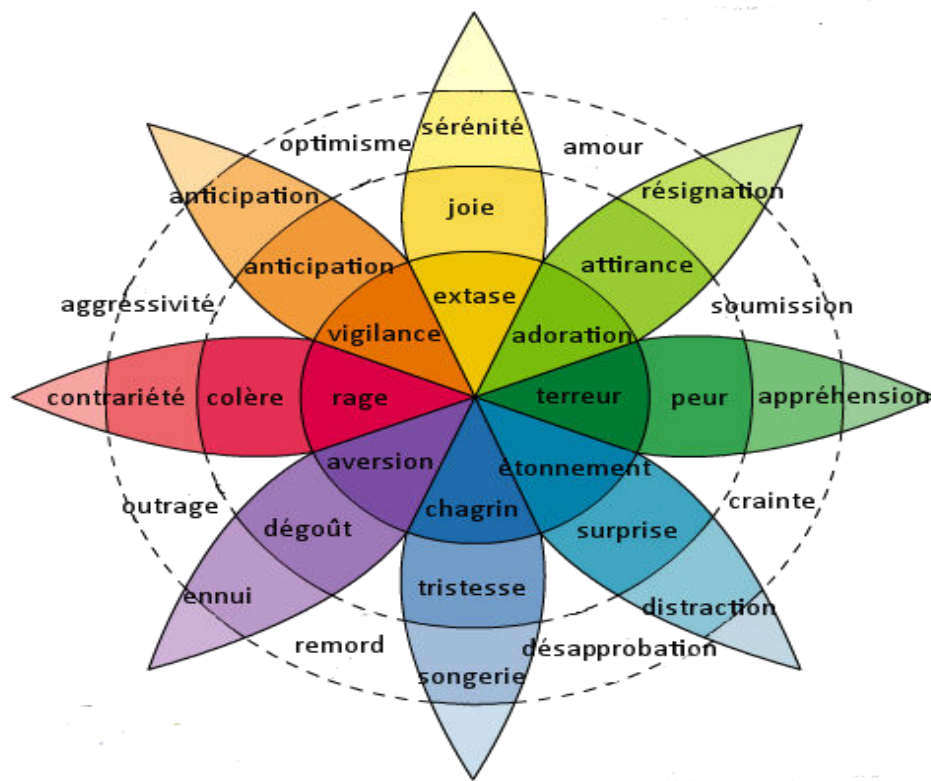 sérénité
optimisme
amour
anticipation
résignation
joie
anticipation
attirance
aggressivité
extase
soumission
vigilance
adoration
contrariété
colère
rage
terreur
peur
appréhension
aversion
étonnement
outrage
chagrin
crainte
dégoût
surprise
ennui
tristesse
distraction
remord
désapprobation
songerie